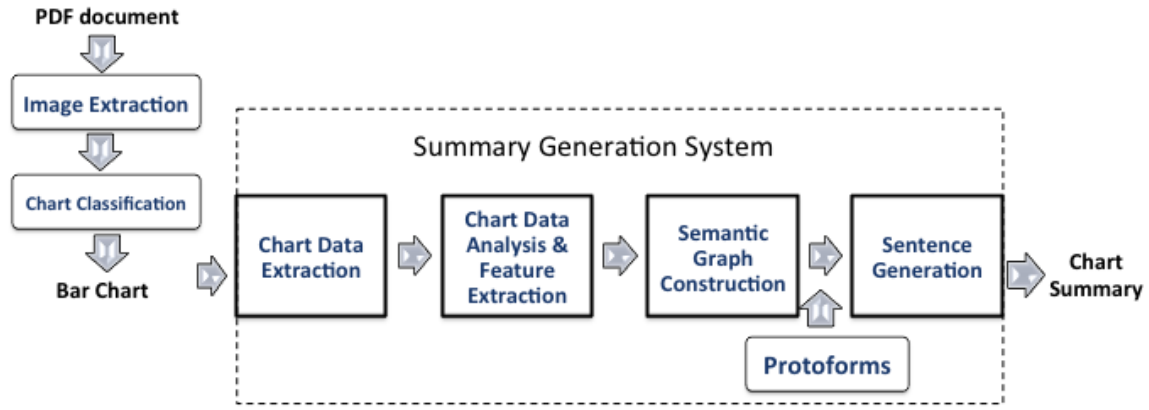 PDF document
Image Extraction
Chart Classification
Bar Chart
Summary Generation System
Chart Data
Extraction
Chart Data
Analysis &
Feature
Extraction
Semantic
Graph
Construction
Protoforms
Sentence
Generation
Chart
Summary